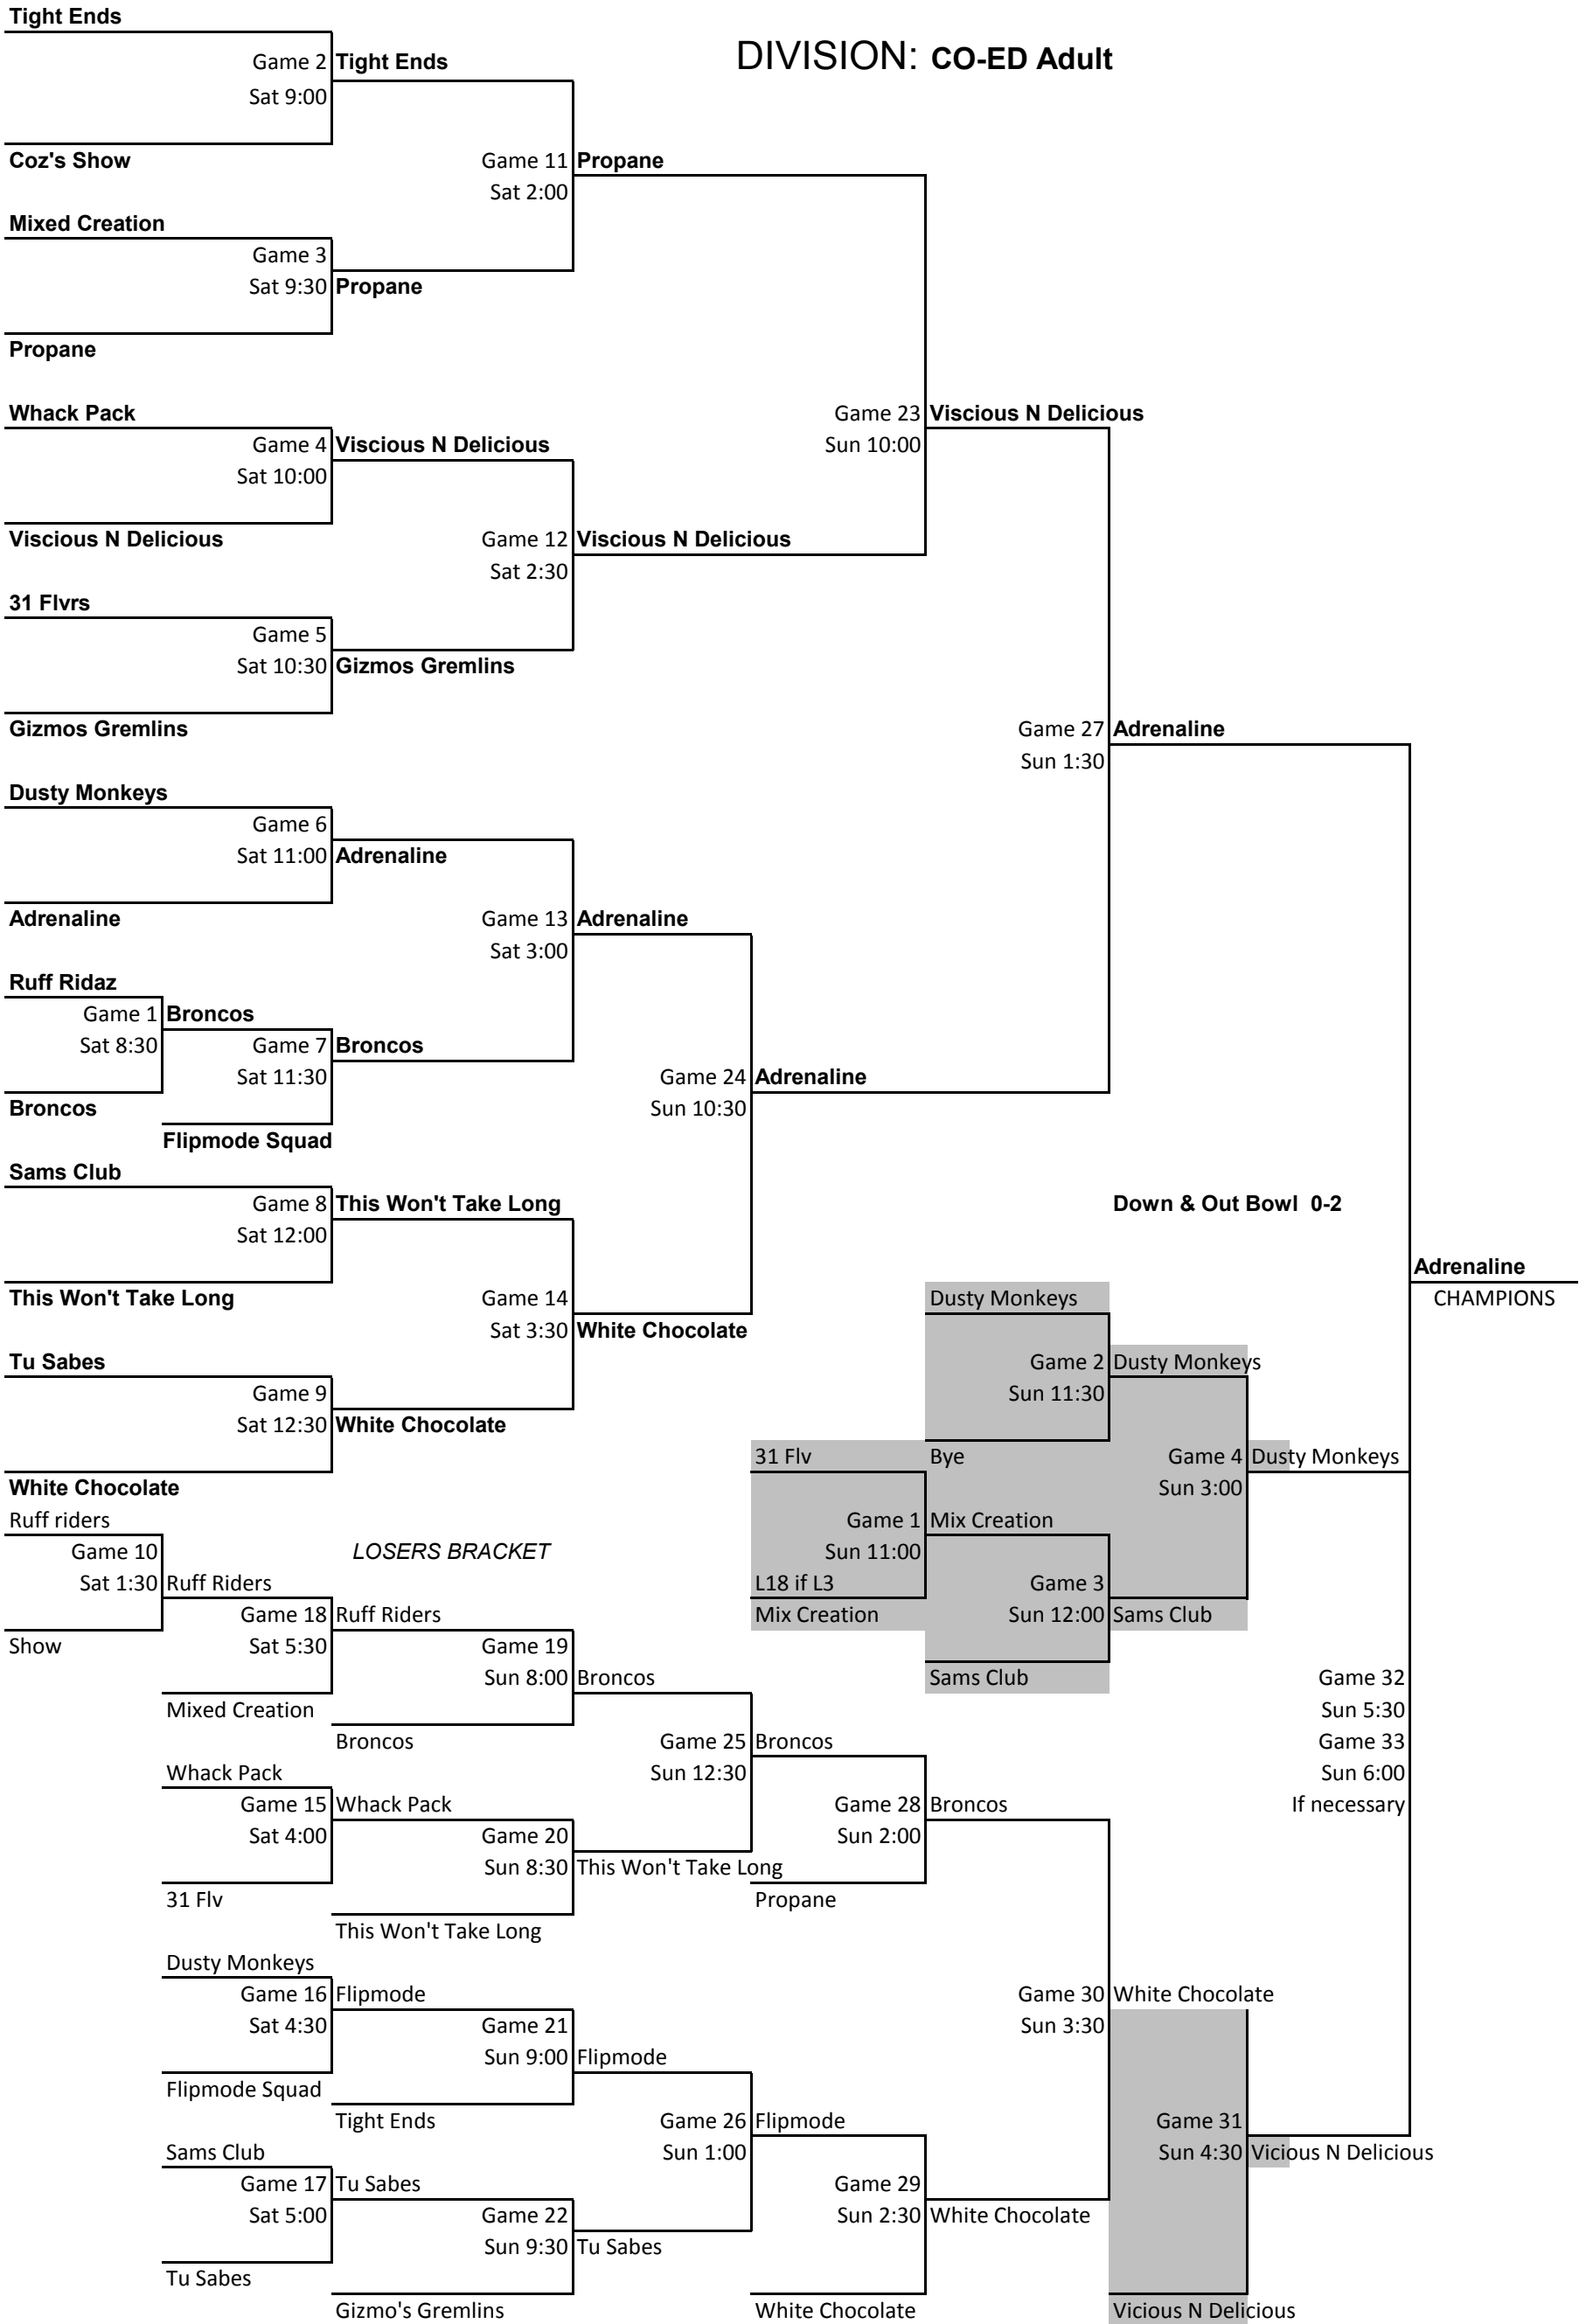 Tight Ends
DIVISION: CO-ED Adult
Game 2 Tight Ends
Sat 9:00
Coz's Show
Game 11 Propane
Sat 2:00
Mixed Creation
Game 3
Sat 9:30 Propane
Propane
Whack Pack
Game 23 Viscious N Delicious
Game 4 Viscious N Delicious
Sun 10:00
Sat 10:00
Viscious N Delicious
Game 12 Viscious N Delicious
Sat 2:30
31 Flvrs
Game 5
Sat 10:30 Gizmos Gremlins
Gizmos Gremlins
Game 27 Adrenaline
Sun 1:30
Dusty Monkeys
Game 6
Sat 11:00 Adrenaline
Adrenaline
Game 13 Adrenaline
Sat 3:00
Ruff Ridaz
Game 1 Broncos
Sat 8:30
Game 7 Broncos
Sat 11:30
Game 24 Adrenaline
Broncos
Sun 10:30
Flipmode Squad
Sams Club
Game 8 This Won't Take Long
Down & Out Bowl 0-2
Sat 12:00
Adrenaline
This Won't Take Long
Game 14
Dusty Monkeys
CHAMPIONS
Sat 3:30 White Chocolate
Tu Sabes
Game 2 Dusty Monkeys
Game 9
Sun 11:30
Sat 12:30 White Chocolate
31 Flv
Bye
Game 4 Dusty Monkeys
White Chocolate
Sun 3:00
Ruff riders
Game 1 Mix Creation
Game 10
LOSERS BRACKET
Sun 11:00
Sat 1:30 Ruff Riders
L18 if L3
Game 3
Game 18 Ruff Riders
Mix Creation
Sun 12:00 Sams Club
Show
Sat 5:30
Game 19
Sun 8:00 Broncos
Sams Club
Game 32
Mixed Creation
Sun 5:30
Broncos
Game 25 Broncos
Game 33
Whack Pack
Sun 12:30
Sun 6:00
Game 15 Whack Pack
Game 28 Broncos
If necessary
Sat 4:00
Game 20
Sun 2:00
Sun 8:30 This Won't Take Long
31 Flv
Propane
This Won't Take Long
Dusty Monkeys
Game 16 Flipmode
Game 30 White Chocolate
Sat 4:30
Game 21
Sun 3:30
Sun 9:00 Flipmode
Flipmode Squad
Tight Ends
Game 26 Flipmode
Game 31
Sams Club
Sun 1:00
Sun 4:30 Vicious N Delicious
Game 17 Tu Sabes
Game 29
Sat 5:00
Game 22
Sun 2:30 White Chocolate
Sun 9:30 Tu Sabes
Tu Sabes
Gizmo's Gremlins
White Chocolate
Vicious N Delicious